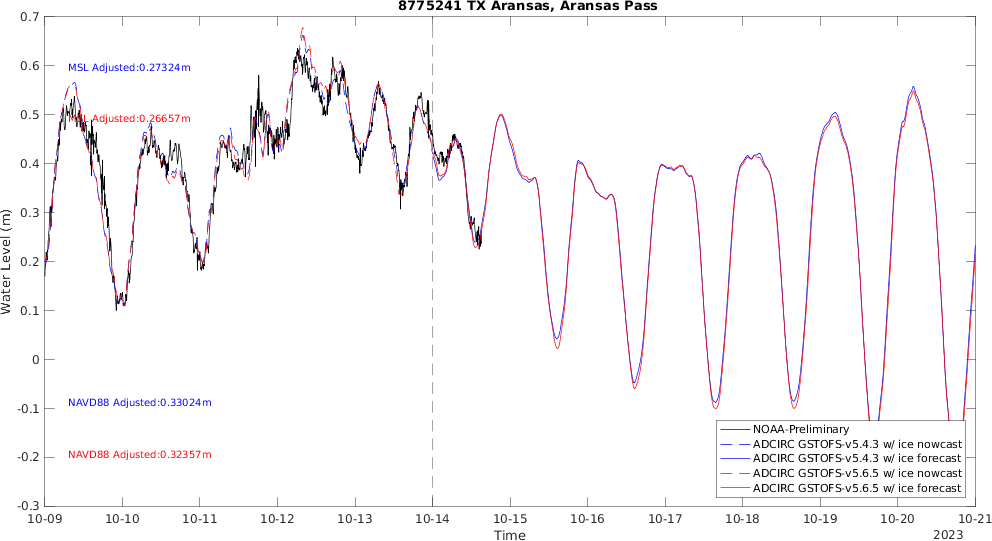 8775241 TX Aransas, Aransas Pass
Water Level (m)
0.7
0.6
0.5
0.4
0.3
0.2
0.1
0
-0.1
-0.2
-0.3
MSL Adjusted:0.27324m
MSL Adjusted:0.26657m
NAVD88 Adjusted:0.33024m
NAVD88 Adjusted:0.32357m
NOAA-Preliminary
ADCIRC GSTOFS-v5.4.3 w/ ice nowcast
ADCIRC GSTOFS-v5.4.3 w/ ice forecast
ADCIRC GSTOFS-v5.6.5 w/ ice nowcast
ADCIRC GSTOFS-v5.6.5 w/ ice forecast
10-09 10-10 10-11 10-12 10-13 10-14 10-15 10-16 10-17 10-18 10-19 10-20 10-21
Time
2023